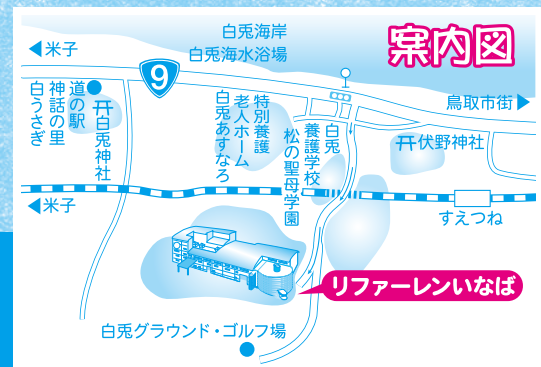 案内図
白兎海岸
白兎海水浴場
米子
9
鳥取市街
道の駅
神話の里
白うさぎ
白兎神社
特別養護
老人ホーム
白兎あすなろ
松の聖母学園
白兎
養護学校
伏野神社
米子
すえつね
リファーレンいなば
白兎グラウンド・ゴルフ場